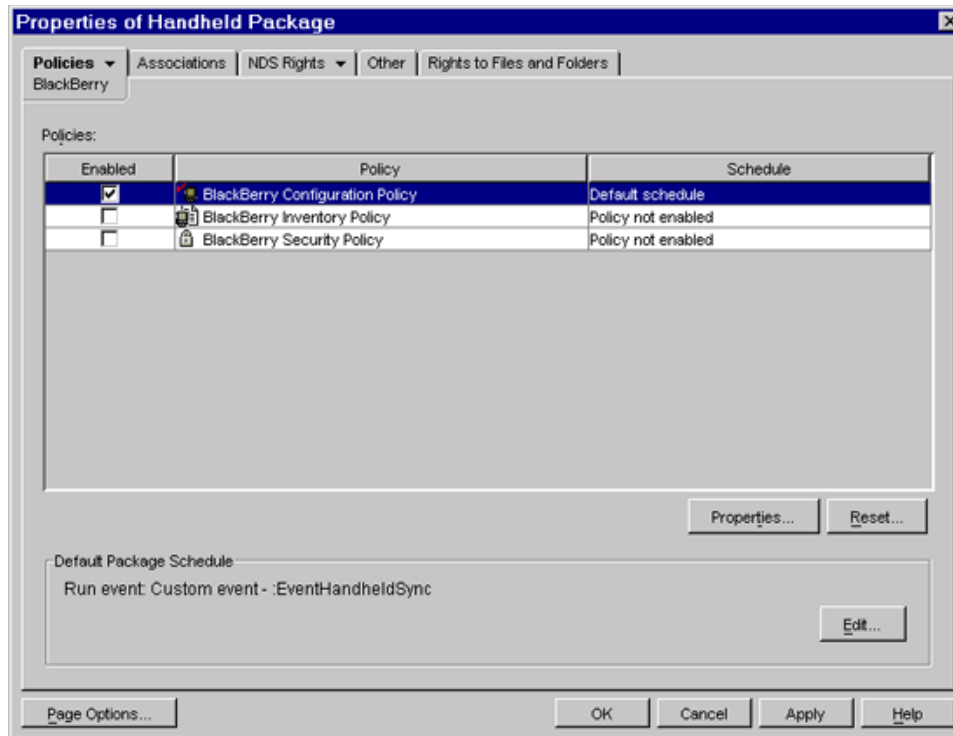 Properties of Handheld Package
Policies Associations NDS Rights Other Rights to Files and Folders
BlackBerry
Policies:
Enabled Policy Schedule
BlackBerry Configuration Policy Default schedule
BlackBerry Inventory Policy Policy not enabled
BlackBerry Security Policy Policy not enabled
Properties... Reset...
Default Package Schedule
Run event: Custom event - :EventHandheldSync
Edit...
Page Options... OK Cancel Apply Help